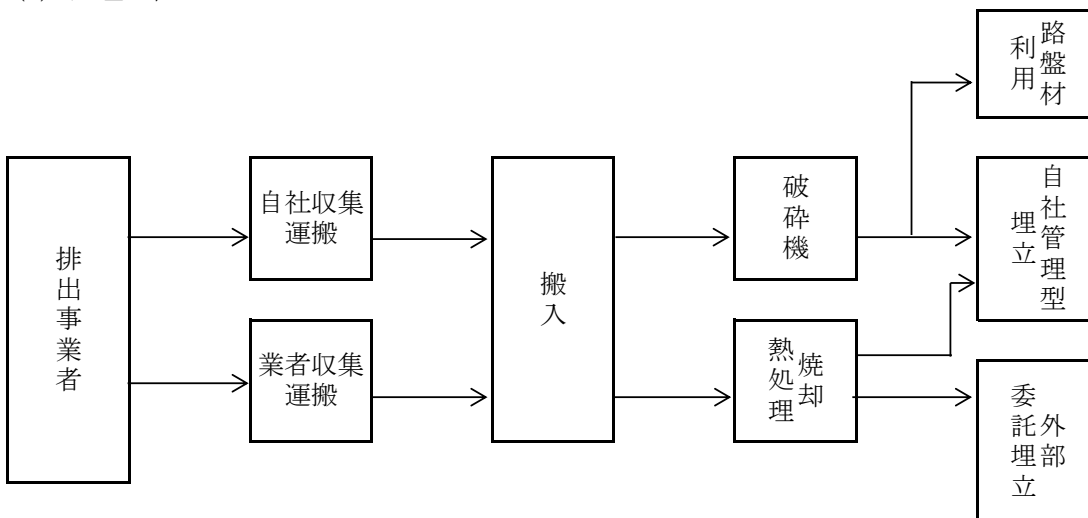 排出事業者
自社収集
運搬
業者収集
運搬
搬入
破砕機
焼却
熱処理
路盤材
利用
自社管理型
埋立
外部
委託埋立